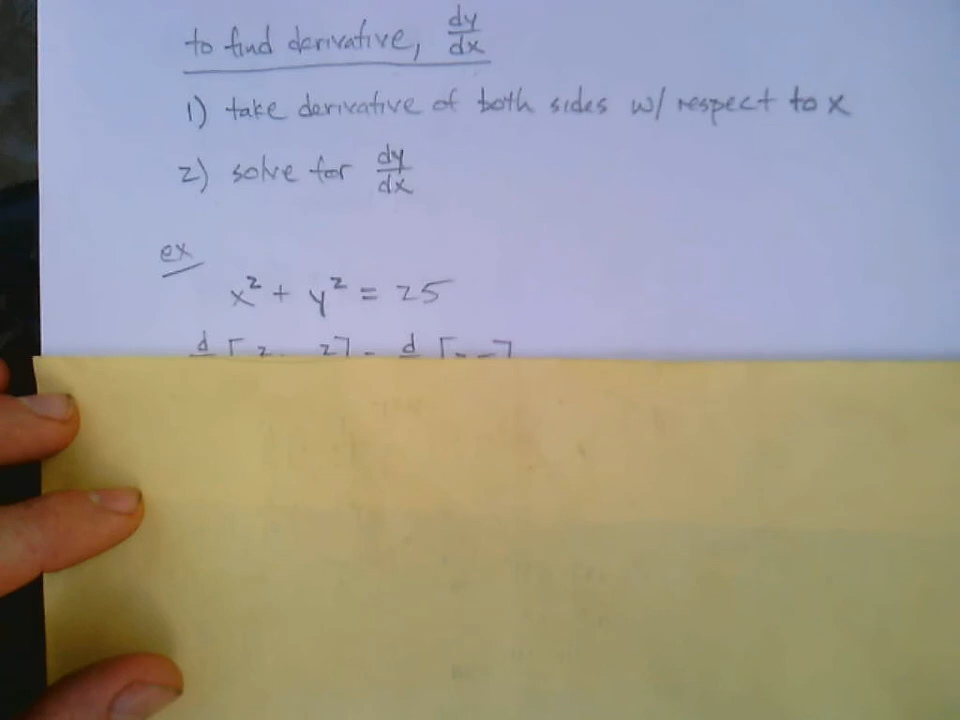 to find derivative, dy/dx
1) take derivative of both sides w/ respect to x
2) solve for dy/dx
ex
x² + y² = 25